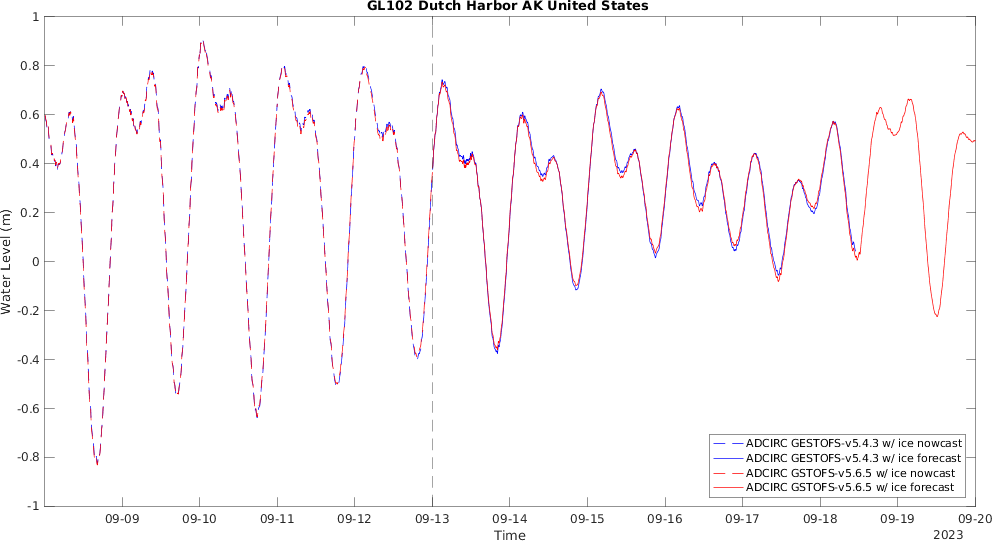 GL102 Dutch Harbor AK United States
1
0.8
0.6
0.4
0.2
0
-0.2
-0.4
-0.6
-0.8
-1
Water Level (m)
09-09 09-10 09-11 09-12 09-13 09-14 09-15 09-16 09-17 09-18 09-19 09-20
Time
2023
ADCIRC GESTOFS-v5.4.3 w/ ice nowcast
ADCIRC GESTOFS-v5.4.3 w/ ice forecast
ADCIRC GSTOFS-v5.6.5 w/ ice nowcast
ADCIRC GSTOFS-v5.6.5 w/ ice forecast